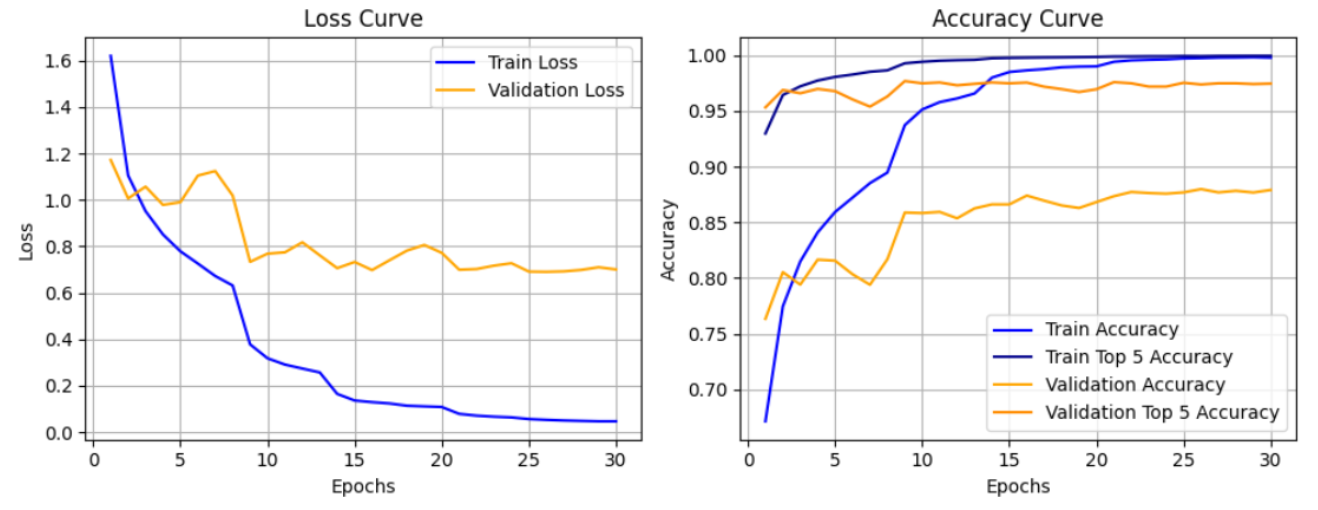 Loss Curve
Loss
1.6
1.4
1.2
1.0
0.8
0.6
0.4
0.2
0.0
Train Loss
Validation Loss
0 5 10 15 20 25 30
Epochs
Accuracy Curve
Accuracy
1.00
0.95
0.90
0.85
0.80
0.75
0.70
Train Accuracy
Train Top 5 Accuracy
Validation Accuracy
Validation Top 5 Accuracy
0 5 10 15 20 25 30
Epochs